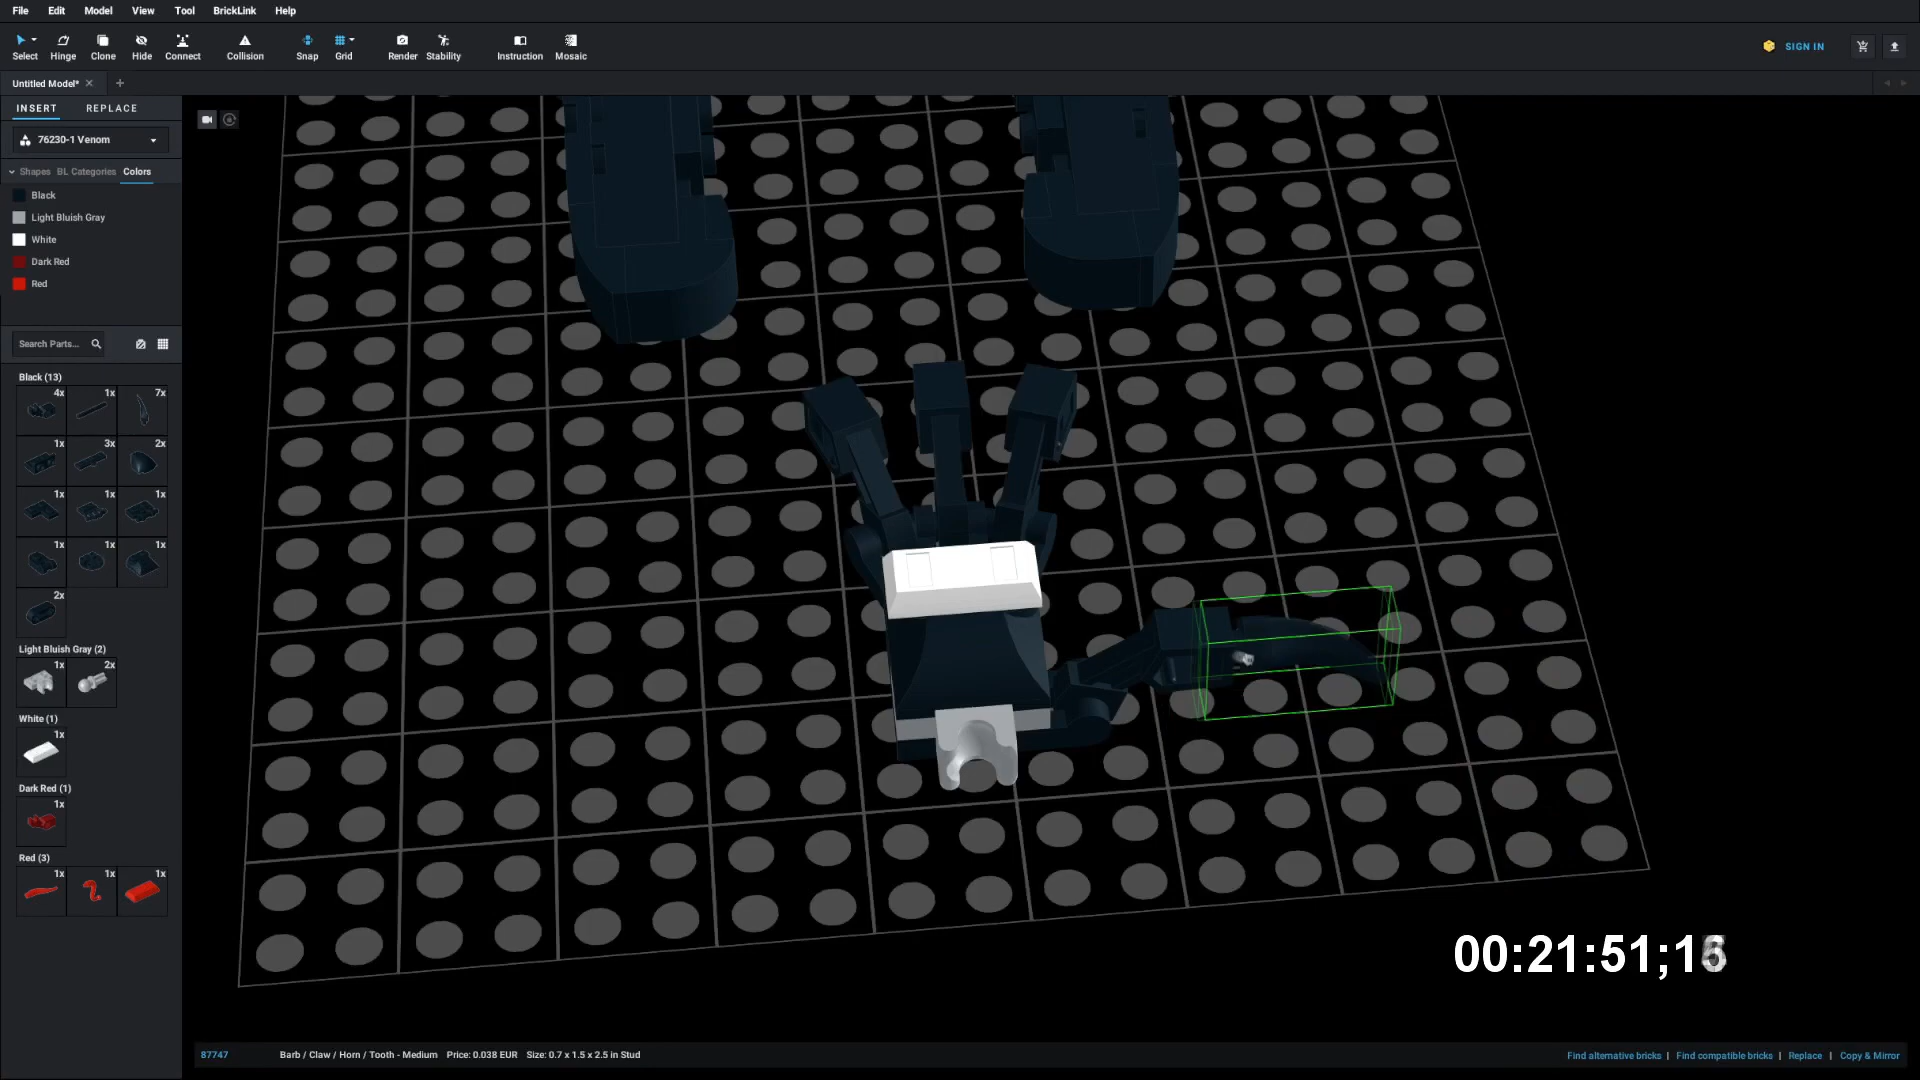 File Edit Model View Tool BrickLink Help
Select Hinge Clone Hide Connect Collision Snap Grid Render Stability Instruction Mosaic
SIGN IN
Untitled Model*
INSERT REPLACE
76230-1 Venom
Shapes BL Categories Colors
Black
Light Bluish Gray
White
Dark Red
Red
Search Parts...
Black (13)
4x 1x 7x
1x 3x 2x
1x 1x 1x
1x 1x 1x
2x
Light Bluish Gray (2)
1x 2x
White (1)
1x
Dark Red (1)
1x
Red (3)
1x 1x 1x
00:21:51;1
87747 Barb / Claw / Horn / Tooth - Medium Price: 0.038 EUR Size: 0.7 x 1.5 x 2.5 in Stud
Find alternative bricks | Find compatible bricks | Replace | Copy & Mirror